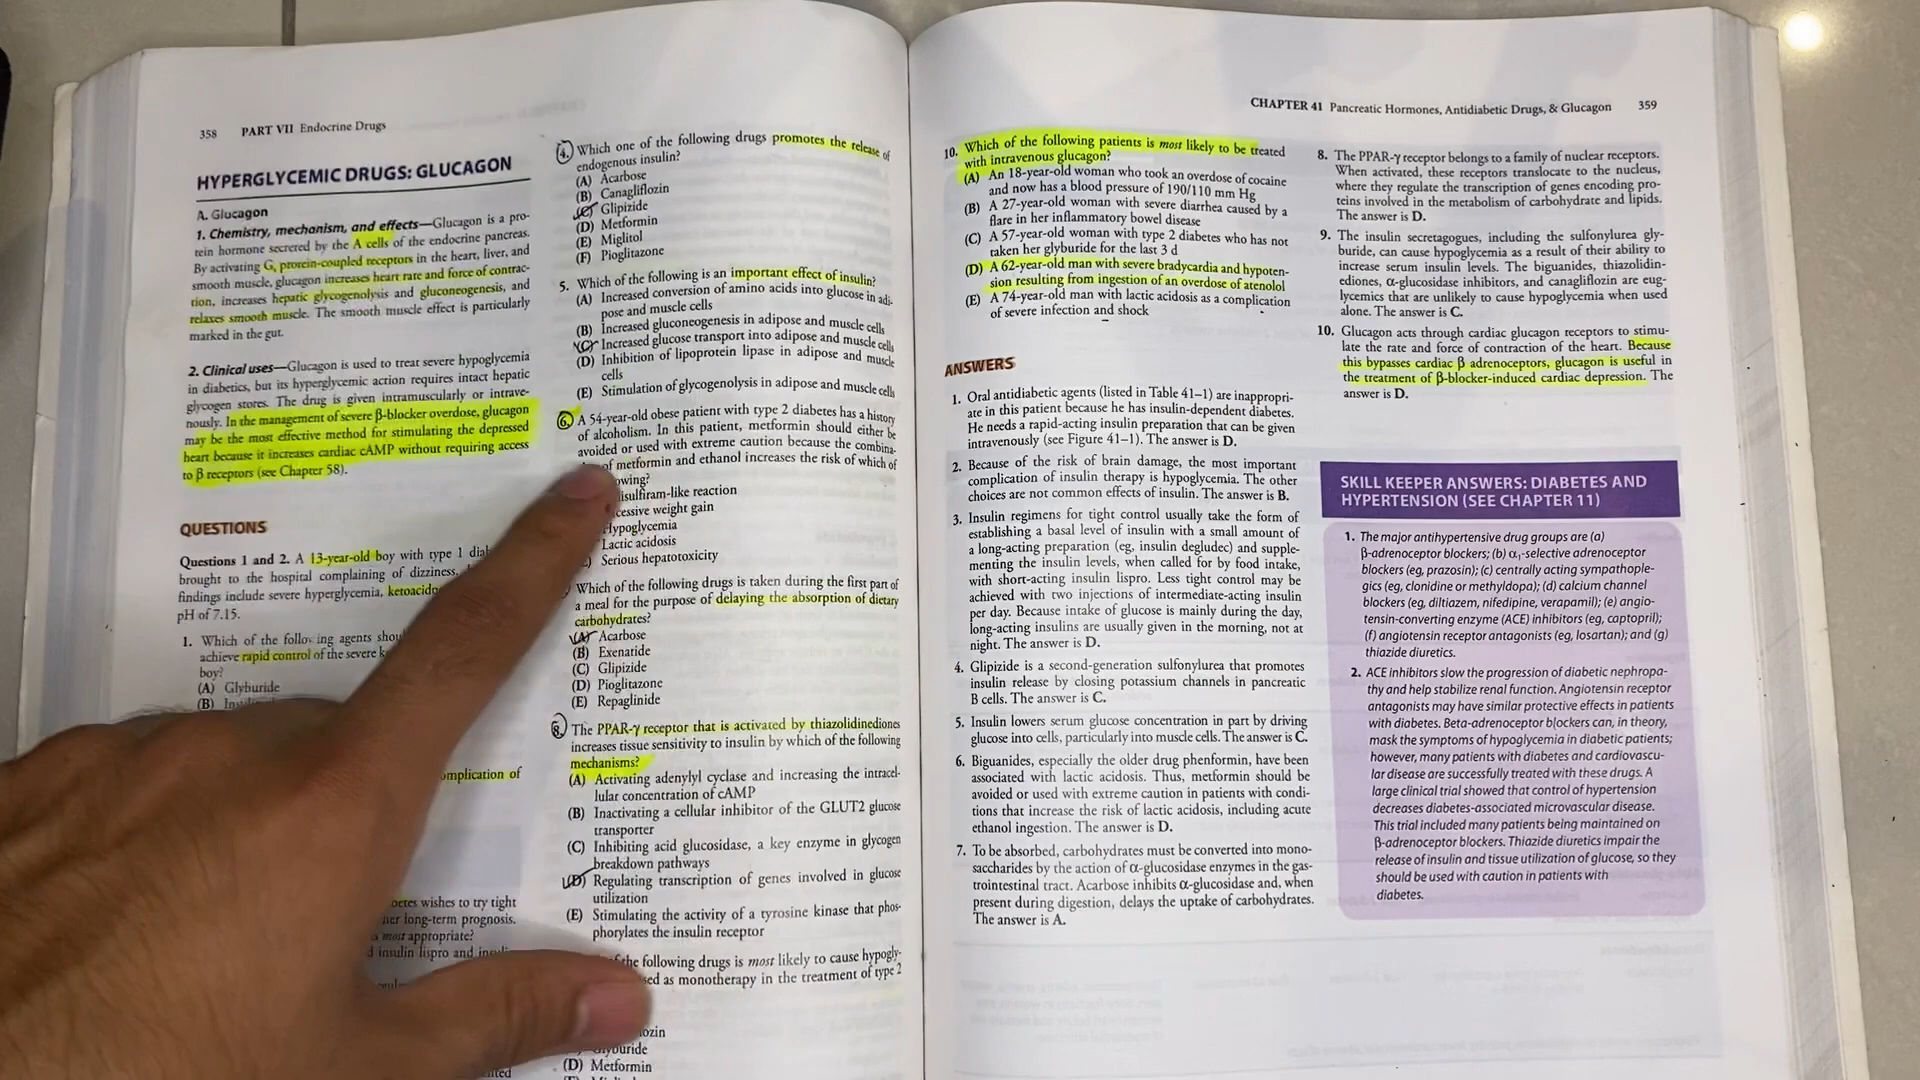 358 PART VII Endocrine Drugs
HYPERGLYCEMIC DRUGS: GLUCAGON
A. Glucagon
1. Chemistry, mechanism, and effects—Glucagon is a pro-
tein hormone secreted by the A cells of the endocrine pancreas.
By activating G, protein-coupled receptors in the heart, liver, and
smooth muscle, glucagon increases heart rate and force of contrac-
tion, increases hepatic glycogenolysis and gluconeogenesis, and
relaxes smooth muscle. The smooth muscle effect is particularly
marked in the gut.
2. Clinical uses—Glucagon is used to treat severe hypoglycemia
in diabetics, but its hyperglycemic action requires intact hepatic
glycogen stores. The drug is given intramuscularly or intrave-
nously. In the management of severe β-blocker overdose, glucagon
may be the most effective method for stimulating the depressed
heart because it increases cardiac cAMP without requiring access
to β receptors (see Chapter 58).
QUESTIONS
Questions 1 and 2. A 13-year-old boy with type 1
brought to the hospital complaining of dizziness.
findings include severe hyperglycemia,
pH of 7.15.
1. Which of the following agents
achieve rapid control of the severe
boy?
(A) Glyburide
(B)
omplication of
wishes to try tight
her long-term prognosis.
most appropriate?
insulin lispro and
4. Which one of the following drugs promotes the release of
endogenous insulin?
(A) Acarbose
(B) Canagliflozin
(C) Glipizide
(D) Metformin
(E) Miglitol
(F) Pioglitazone
5. Which of the following is an important effect of insulin?
(A) Increased conversion of amino acids into glucose in adi-
pose and muscle cells
(B) Increased gluconeogenesis in adipose and muscle cells
(C) Increased glucose transport into adipose and muscle cells
(D) Inhibition of lipoprotein lipase in adipose and muscle
cells
(E) Stimulation of glycogenolysis in adipose and muscle cells
6. A 54-year-old obese patient with type 2 diabetes has a history
of alcoholism. In this patient, metformin should either be
avoided or used with extreme caution because the combina-
of metformin and ethanol increases the risk of which of
owing?
isulfiram-like reaction
cessive weight gain
Hypoglycemia
Lactic acidosis
) Serious hepatotoxicity
Which of the following drugs is taken during the first part of
a meal for the purpose of delaying the absorption of dietary
carbohydrates?
(A) Acarbose
(B) Exenatide
(C) Glipizide
(D) Pioglitazone
(E) Repaglinide
8. The PPAR-γ receptor that is activated by thiazolidinediones
increases tissue sensitivity to insulin by which of the following
mechanisms?
(A) Activating adenylyl cyclase and increasing the intracel-
lular concentration of cAMP
(B) Inactivating a cellular inhibitor of the GLUT2 glucose
transporter
(C) Inhibiting acid glucosidase, a key enzyme in glycogen
breakdown pathways
(D) Regulating transcription of genes involved in glucose
utilization
(E) Stimulating the activity of a tyrosine kinase that phos-
phorylates the insulin receptor
the following drugs is most likely to cause hypogly-
sed as monotherapy in the treatment of type 2
ozin
Glyburide
(D) Metformin
CHAPTER 41 Pancreatic Hormones, Antidiabetic Drugs, & Glucagon 359
10. Which of the following patients is most likely to be treated
with intravenous glucagon?
(A) An 18-year-old woman who took an overdose of cocaine
and now has a blood pressure of 190/110 mm Hg
(B) A 27-year-old woman with severe diarrhea caused by a
flare in her inflammatory bowel disease
(C) A 57-year-old woman with type 2 diabetes who has not
taken her glyburide for the last 3 d
(D) A 62-year-old man with severe bradycardia and hypoten-
sion resulting from ingestion of an overdose of atenolol
(E) A 74-year-old man with lactic acidosis as a complication
of severe infection and shock
ANSWERS
1. Oral antidiabetic agents (listed in Table 41–1) are inappropri-
ate in this patient because he has insulin-dependent diabetes.
He needs a rapid-acting insulin preparation that can be given
intravenously (see Figure 41–1). The answer is D.
2. Because of the risk of brain damage, the most important
complication of insulin therapy is hypoglycemia. The other
choices are not common effects of insulin. The answer is B.
3. Insulin regimens for tight control usually take the form of
establishing a basal level of insulin with a small amount of
a long-acting preparation (eg, insulin degludec) and supple-
menting the insulin levels, when called for by food intake,
with short-acting insulin lispro. Less tight control may be
achieved with two injections of intermediate-acting insulin
per day. Because intake of glucose is mainly during the day,
long-acting insulins are usually given in the morning, not at
night. The answer is D.
4. Glipizide is a second-generation sulfonylurea that promotes
insulin release by closing potassium channels in pancreatic
B cells. The answer is C.
5. Insulin lowers serum glucose concentration in part by driving
glucose into cells, particularly into muscle cells. The answer is C.
6. Biguanides, especially the older drug phenformin, have been
associated with lactic acidosis. Thus, metformin should be
avoided or used with extreme caution in patients with condi-
tions that increase the risk of lactic acidosis, including acute
ethanol ingestion. The answer is D.
7. To be absorbed, carbohydrates must be converted into mono-
saccharides by the action of α-glucosidase enzymes in the gas-
trointestinal tract. Acarbose inhibits α-glucosidase and, when
present during digestion, delays the uptake of carbohydrates.
The answer is A.
8. The PPAR-γ receptor belongs to a family of nuclear receptors.
When activated, these receptors translocate to the nucleus,
where they regulate the transcription of genes encoding pro-
teins involved in the metabolism of carbohydrate and lipids.
The answer is D.
9. The insulin secretagogues, including the sulfonylurea gly-
buride, can cause hypoglycemia as a result of their ability to
increase serum insulin levels. The biguanides, thiazolidin-
ediones, α-glucosidase inhibitors, and canagliflozin are eug-
lycemics that are unlikely to cause hypoglycemia when used
alone. The answer is C.
10. Glucagon acts through cardiac glucagon receptors to stimu-
late the rate and force of contraction of the heart. Because
this bypasses cardiac β adrenoceptors, glucagon is useful in
the treatment of β-blocker-induced cardiac depression. The
answer is D.
SKILL KEEPER ANSWERS: DIABETES AND
HYPERTENSION (SEE CHAPTER 11)
1. The major antihypertensive drug groups are (a)
β-adrenoceptor blockers; (b) α₁-selective adrenoceptor
blockers (eg, prazosin); (c) centrally acting sympathople-
gics (eg, clonidine or methyldopa); (d) calcium channel
blockers (eg, diltiazem, nifedipine, verapamil); (e) angio-
tensin-converting enzyme (ACE) inhibitors (eg, captopril);
(f) angiotensin receptor antagonists (eg, losartan); and (g)
thiazide diuretics.
2. ACE inhibitors slow the progression of diabetic nephropa-
thy and help stabilize renal function. Angiotensin receptor
antagonists may have similar protective effects in patients
with diabetes. Beta-adrenoceptor blockers can, in theory,
mask the symptoms of hypoglycemia in diabetic patients;
however, many patients with diabetes and cardiovascu-
lar disease are successfully treated with these drugs. A
large clinical trial showed that control of hypertension
decreases diabetes-associated microvascular disease.
This trial included many patients being maintained on
β-adrenoceptor blockers. Thiazide diuretics impair the
release of insulin and tissue utilization of glucose, so they
should be used with caution in patients with
diabetes.